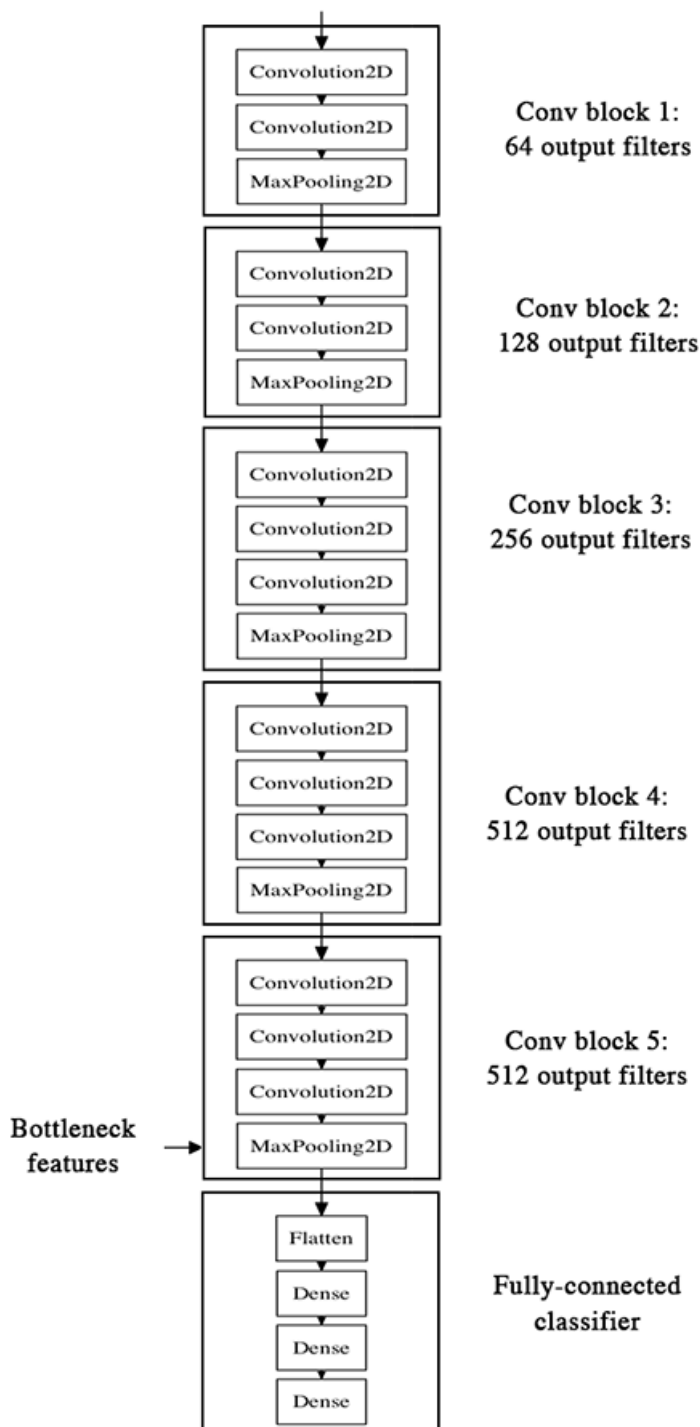 Convolution2D
Convolution2D
MaxPooling2D
Conv block 1:
64 output filters
Convolution2D
Convolution2D
MaxPooling2D
Conv block 2:
128 output filters
Convolution2D
Convolution2D
Convolution2D
MaxPooling2D
Conv block 3:
256 output filters
Convolution2D
Convolution2D
Convolution2D
MaxPooling2D
Conv block 4:
512 output filters
Convolution2D
Convolution2D
Convolution2D
MaxPooling2D
Conv block 5:
512 output filters
Bottleneck
features
Flatten
Dense
Dense
Dense
Fully-connected
classifier